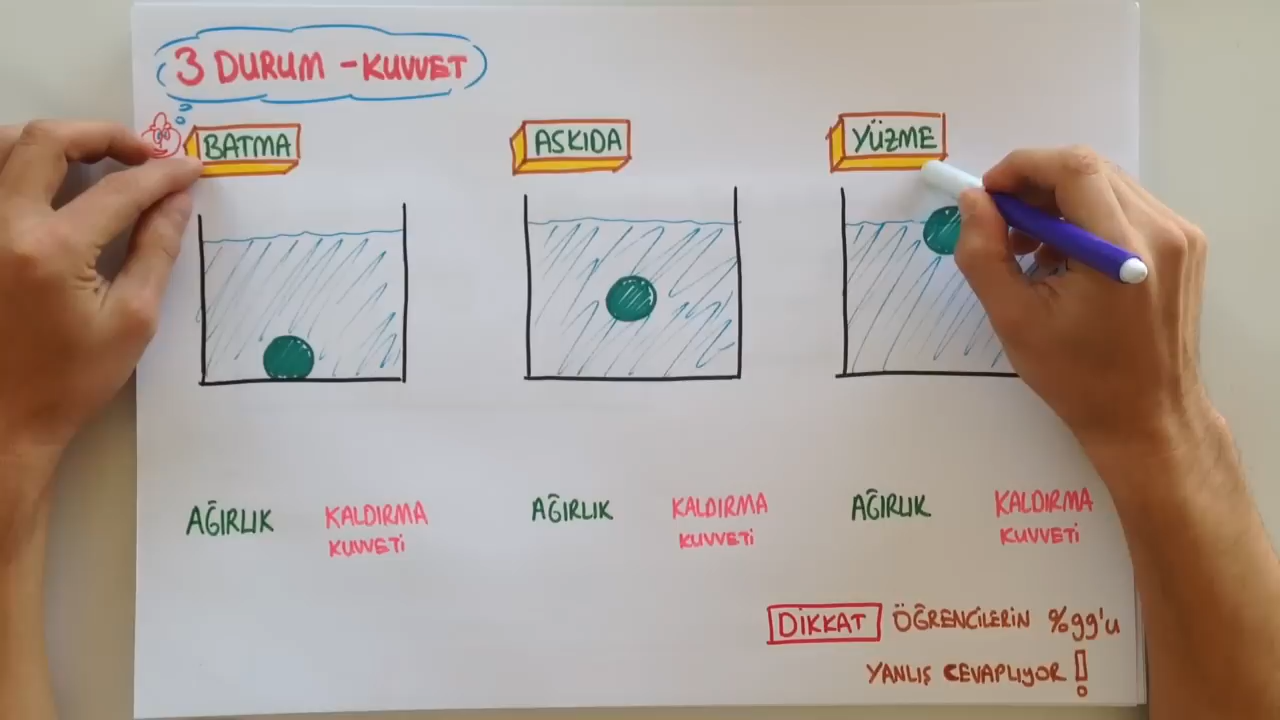 3 DURUM - KUVVET
BATMA
ASKIDA
YÜZME
AĞIRLIK
KALDIRMA
KUVVETİ
AĞIRLIK
KALDIRMA
KUVVETİ
AĞIRLIK
KALDIRMA
KUVVETİ
DİKKAT ÖĞRENCİLERİN %99'u
YANLIŞ CEVAPLIYOR !